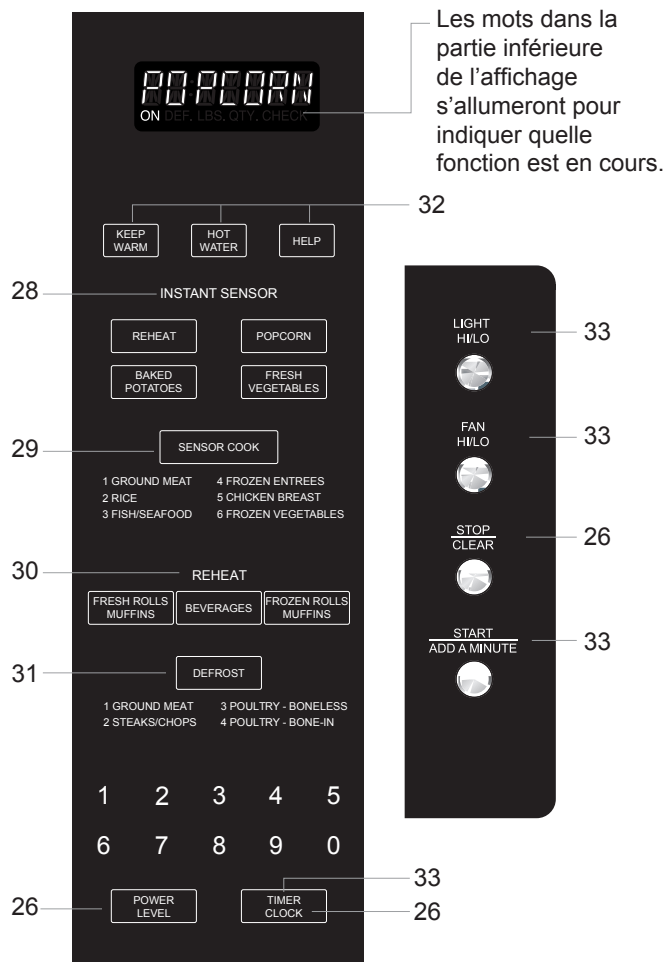 Les mots dans la
partie inférieure
de l’affichage
s’allumeront pour
indiquer quelle
fonction est en cours.
POPCORN
ON DEF. LBS. QTY. CHECK
32
KEEP
WARM
HOT
WATER
HELP
28
INSTANT SENSOR
REHEAT
POPCORN
BAKED
POTATOES
FRESH
VEGETABLES
29
SENSOR COOK
1 GROUND MEAT
2 RICE
3 FISH/SEAFOOD
4 FROZEN ENTREES
5 CHICKEN BREAST
6 FROZEN VEGETABLES
30
REHEAT
FRESH ROLLS
MUFFINS
BEVERAGES
FROZEN ROLLS
MUFFINS
31
DEFROST
1 GROUND MEAT
2 STEAKS/CHOPS
3 POULTRY - BONELESS
4 POULTRY - BONE-IN
1 2 3 4 5
6 7 8 9 0
26
POWER
LEVEL
TIMER
CLOCK
33
26
LIGHT
HI/LO
33
FAN
HI/LO
33
STOP
CLEAR
26
START
ADD A MINUTE
33